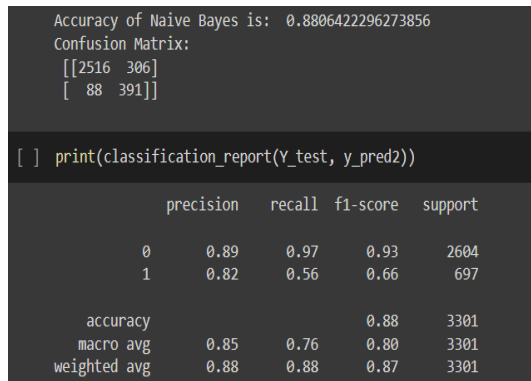 Accuracy of Naive Bayes is:  0.8806422296273856
Confusion Matrix:
 [[2516  306]
 [  88  391]]
[ ] print(classification_report(Y_test, y_pred2))
precision    recall  f1-score   support
0       0.89      0.97      0.93      2604
1       0.82      0.56      0.66       697
accuracy                           0.88      3301
macro avg       0.85      0.76      0.80      3301
weighted avg       0.88      0.88      0.87      3301